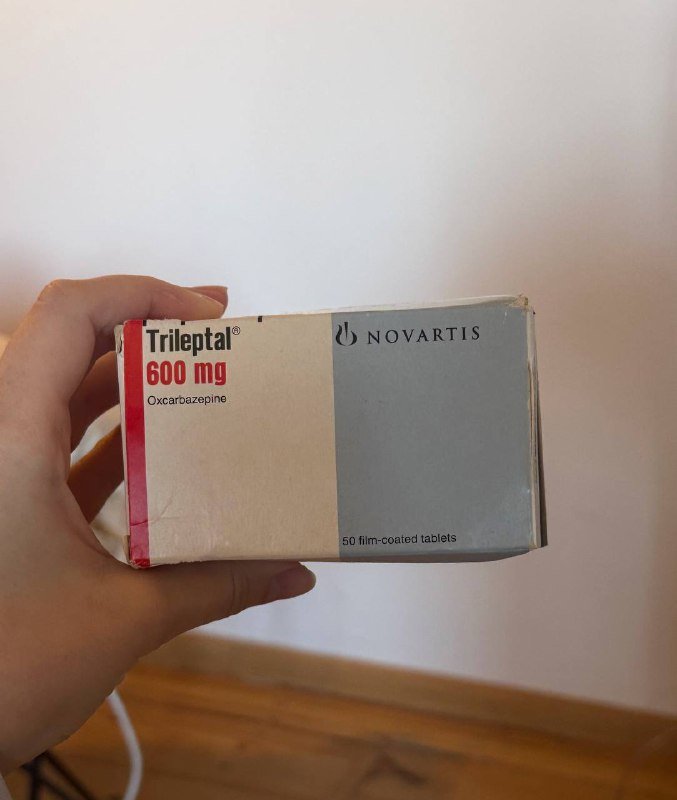 Trileptal®
600 mg
Oxcarbazepine
NOVARTIS
50 film-coated tablets